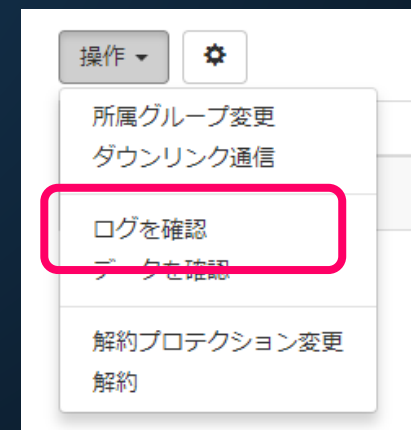 操作
所属グループ変更
ダウンリンク通信
ログを確認
データを確認
解約プロテクション変更
解約